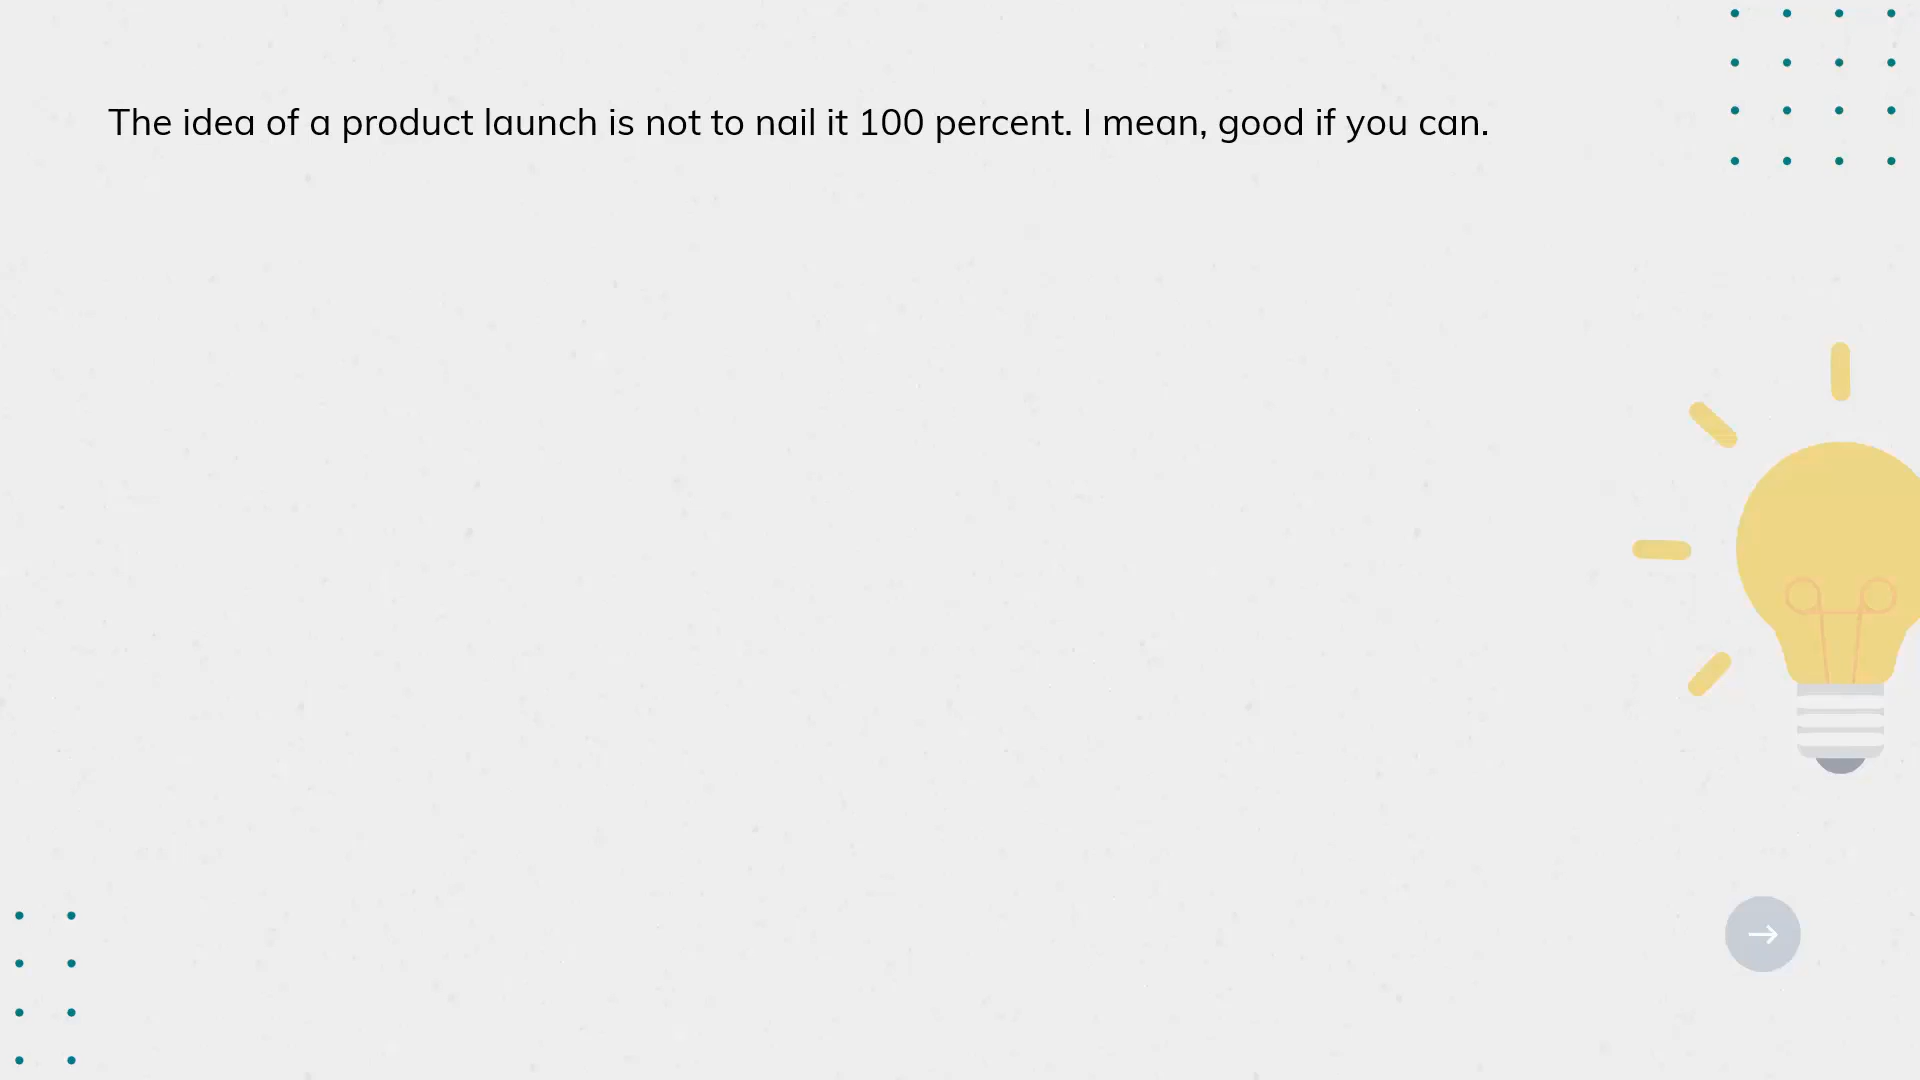 The idea of a product launch is not to nail it 100 percent. I mean, good if you can.